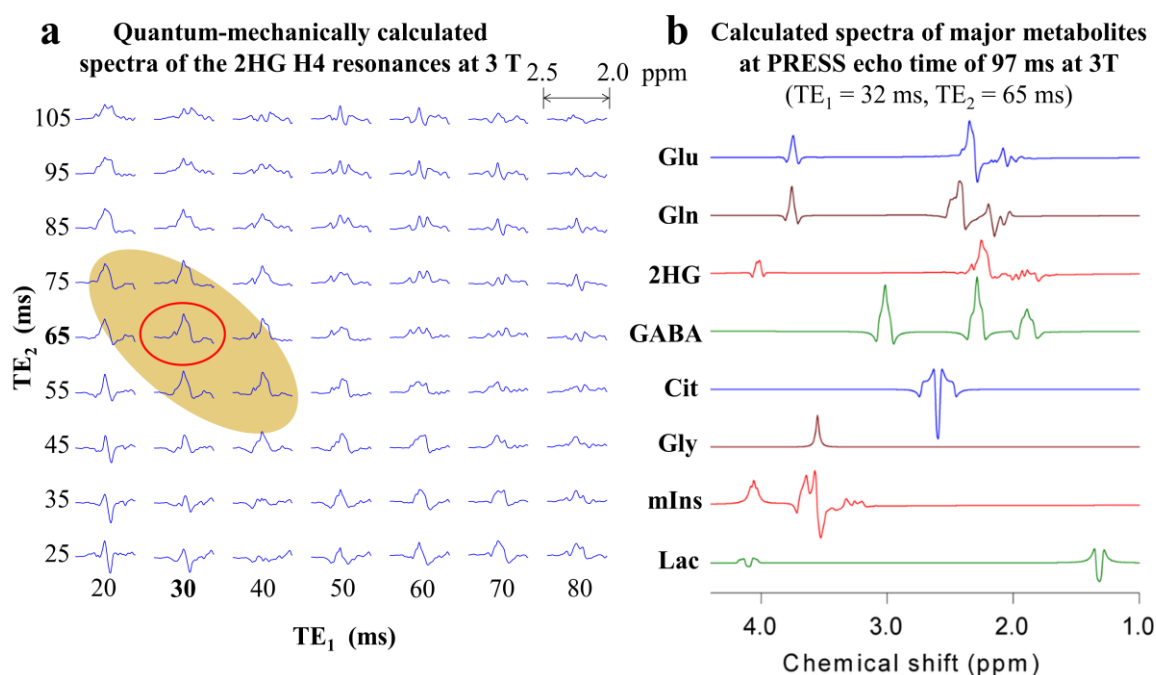 a Quantum-mechanically calculated
spectra of the 2HG H4 resonances at 3 T
2.5 2.0 ppm
105
95
85
75
65
55
45
35
25
TE2 (ms)
20 30 40 50 60 70 80
TE1 (ms)
b Calculated spectra of major metabolites
at PRESS echo time of 97 ms at 3T
(TE1 = 32 ms, TE2 = 65 ms)
Glu
Gln
2HG
GABA
Cit
Gly
mIns
Lac
4.0 3.0 2.0 1.0
Chemical shift (ppm)